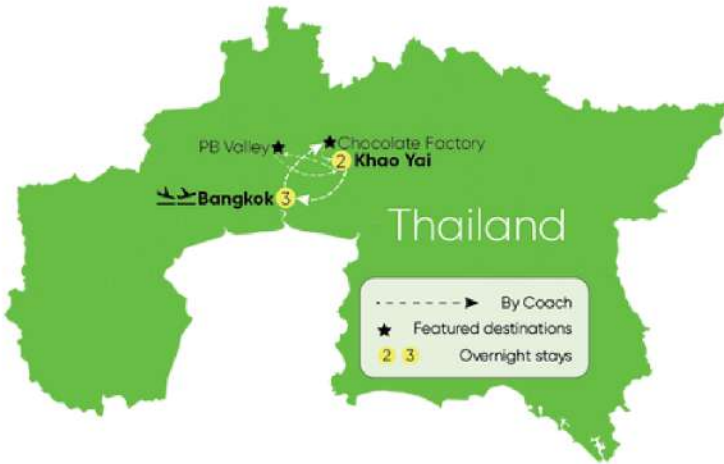 PB Valley
Chocolate Factory
2
Khao Yai
Bangkok 3
Thailand
By Coach
Featured destinations
2 3 Overnight stays